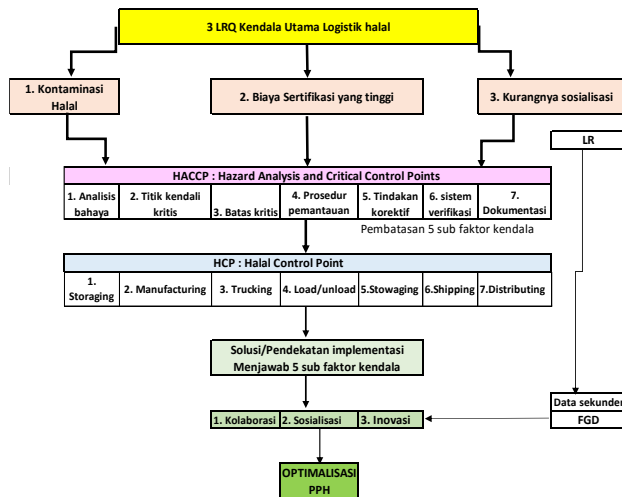 3 LRQ Kendala Utama Logistik halal
1. Kontaminasi
Halal
2. Biaya Sertifikasi yang tinggi
3. Kurangnya sosialisasi
LR
HACCP : Hazard Analysis and Critical Control Points
1. Analisis
bahaya
2. Titik kendali
kritis
3. Batas kritis
4. Prosedur
pemantauan
5. Tindakan
korektif
6. sistem
verifikasi
7.
Dokumentasi
Pembatasan 5 sub faktor kendala
HCP : Halal Control Point
1.
Storaging
2. Manufacturing
3. Trucking
4. Load/unload
5.Stowaging
6.Shipping
7.Distributing
Solusi/Pendekatan implementasi
Menjawab 5 sub faktor kendala
Data sekunder
FGD
1. Kolaborasi
2. Sosialisasi
3. Inovasi
OPTIMALISASI
PPH